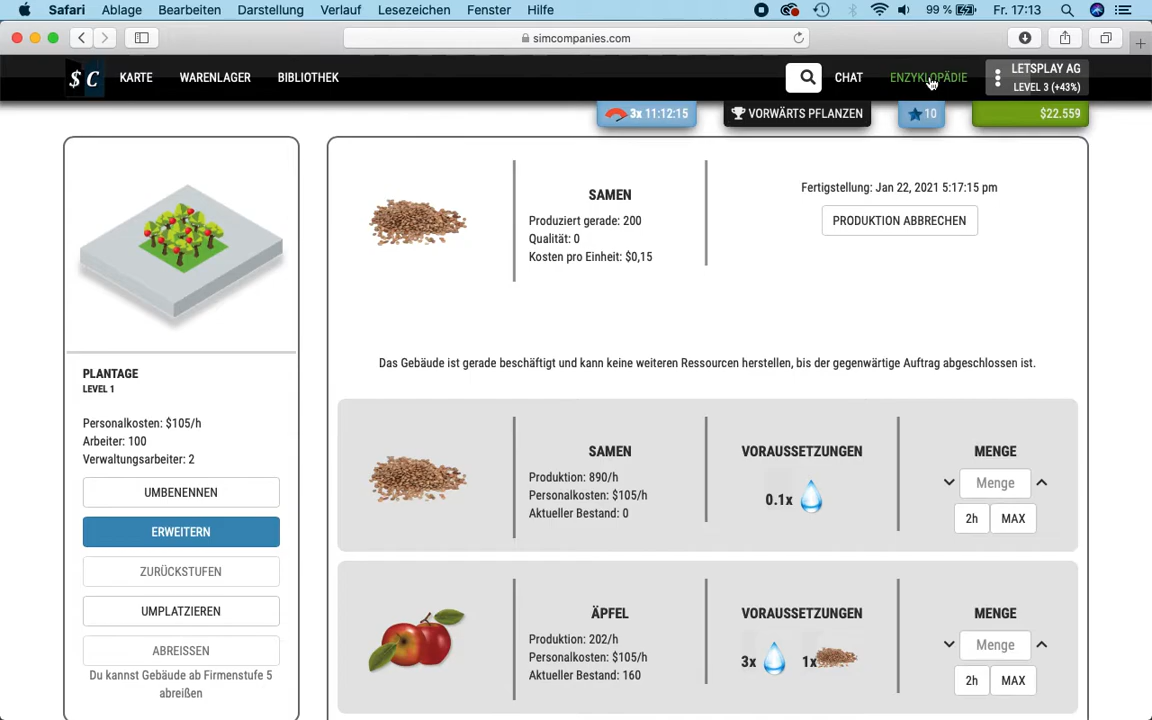 Safari Ablage Bearbeiten Darstellung Verlauf Lesezeichen Fenster Hilfe 99 % Fr. 17:13
simcompanies.com
$ C KARTE WARENLAGER BIBLIOTHEK CHAT ENZYKLOPÄDIE LETSPLAY AG
LEVEL 3 (+43%)
3x 11:12:15 VORWÄRTS PFLANZEN 10 $22.559
PLANTAGE
LEVEL 1
Personalkosten: $105/h
Arbeiter: 100
Verwaltungsarbeiter: 2
UMBENENNEN
ERWEITERN
ZURÜCKSTUFEN
UMPLATZIEREN
ABREISSEN
Du kannst Gebäude ab Firmenstufe 5
abreißen
SAMEN
Produziert gerade: 200
Qualität: 0
Kosten pro Einheit: $0,15
Fertigstellung: Jan 22, 2021 5:17:15 pm
PRODUKTION ABBRECHEN
Das Gebäude ist gerade beschäftigt und kann keine weiteren Ressourcen herstellen, bis der gegenwärtige Auftrag abgeschlossen ist.
SAMEN
Produktion: 890/h
Personalkosten: $105/h
Aktueller Bestand: 0
VORAUSSETZUNGEN
0.1x
MENGE
Menge
2h MAX
ÄPFEL
Produktion: 202/h
Personalkosten: $105/h
Aktueller Bestand: 160
VORAUSSETZUNGEN
3x 1x
MENGE
Menge
2h MAX